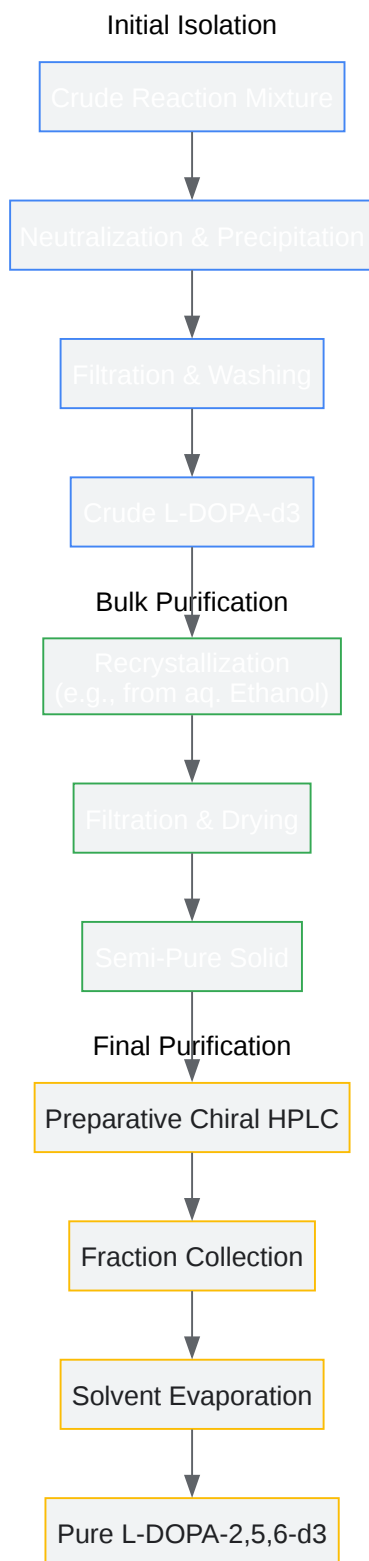 Initial Isolation
Crude Reaction Mixture
Neutralization & Precipitation
Filtration & Washing
Crude L-DOPA-d3
Bulk Purification
Recrystallization
(e.g., from aq. Ethanol)
Filtration & Drying
Semi-Pure Solid
Final Purification
Preparative Chiral HPLC
Fraction Collection
Solvent Evaporation
Pure L-DOPA-2,5,6-d3